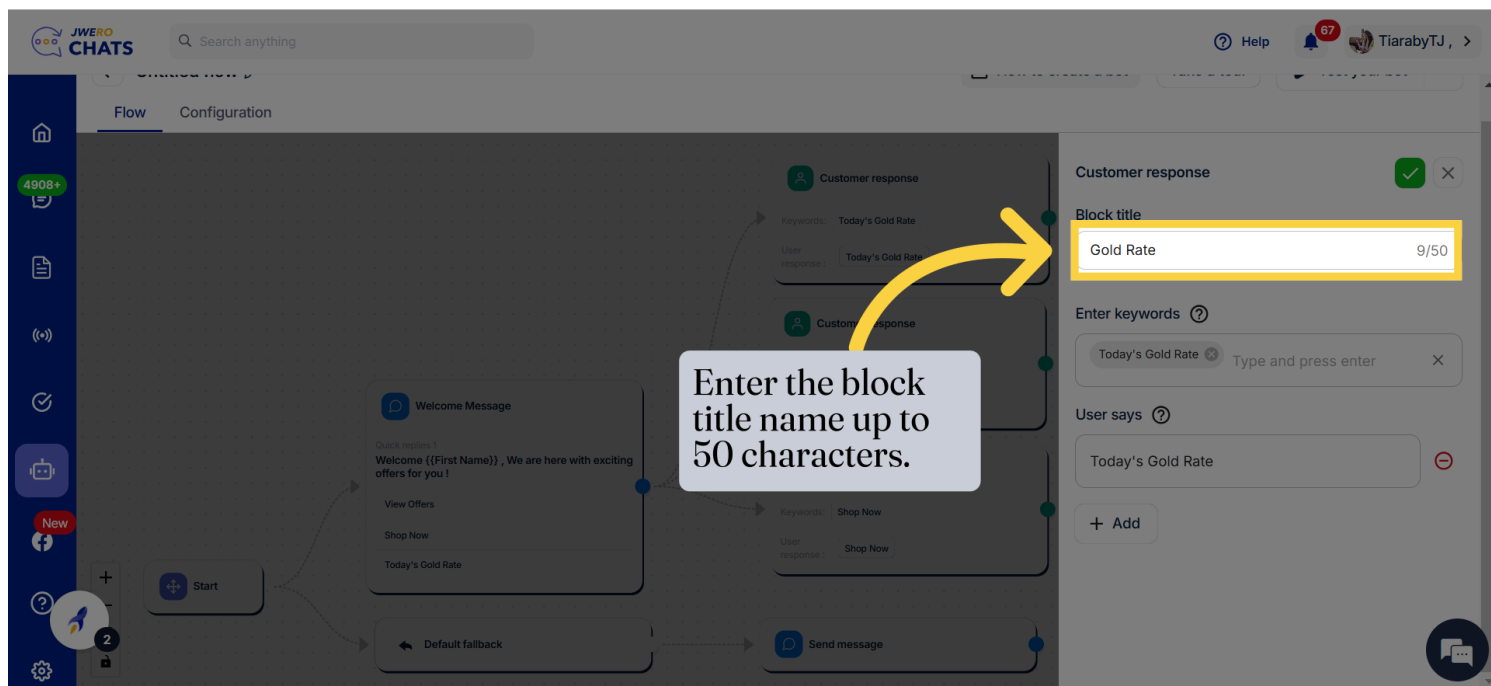 JWERO
CHATS
Search anything
Help
67
TiarabyTJ ,
Flow
Configuration
4908+
New
2
Start
Welcome Message
Quick replies 1
Welcome {{First Name}} , We are here with exciting
offers for you !
View Offers
Shop Now
Today's Gold Rate
Default fallback
Send message
Customer response
Keywords: Today's Gold Rate
User
response : Today's Gold Rate
Customer response
Keywords: Shop Now
User
response : Shop Now
Enter the block
title name up to
50 characters.
Customer response
Block title
Gold Rate 9/50
Enter keywords
Today's Gold Rate Type and press enter
User says
Today's Gold Rate
+ Add